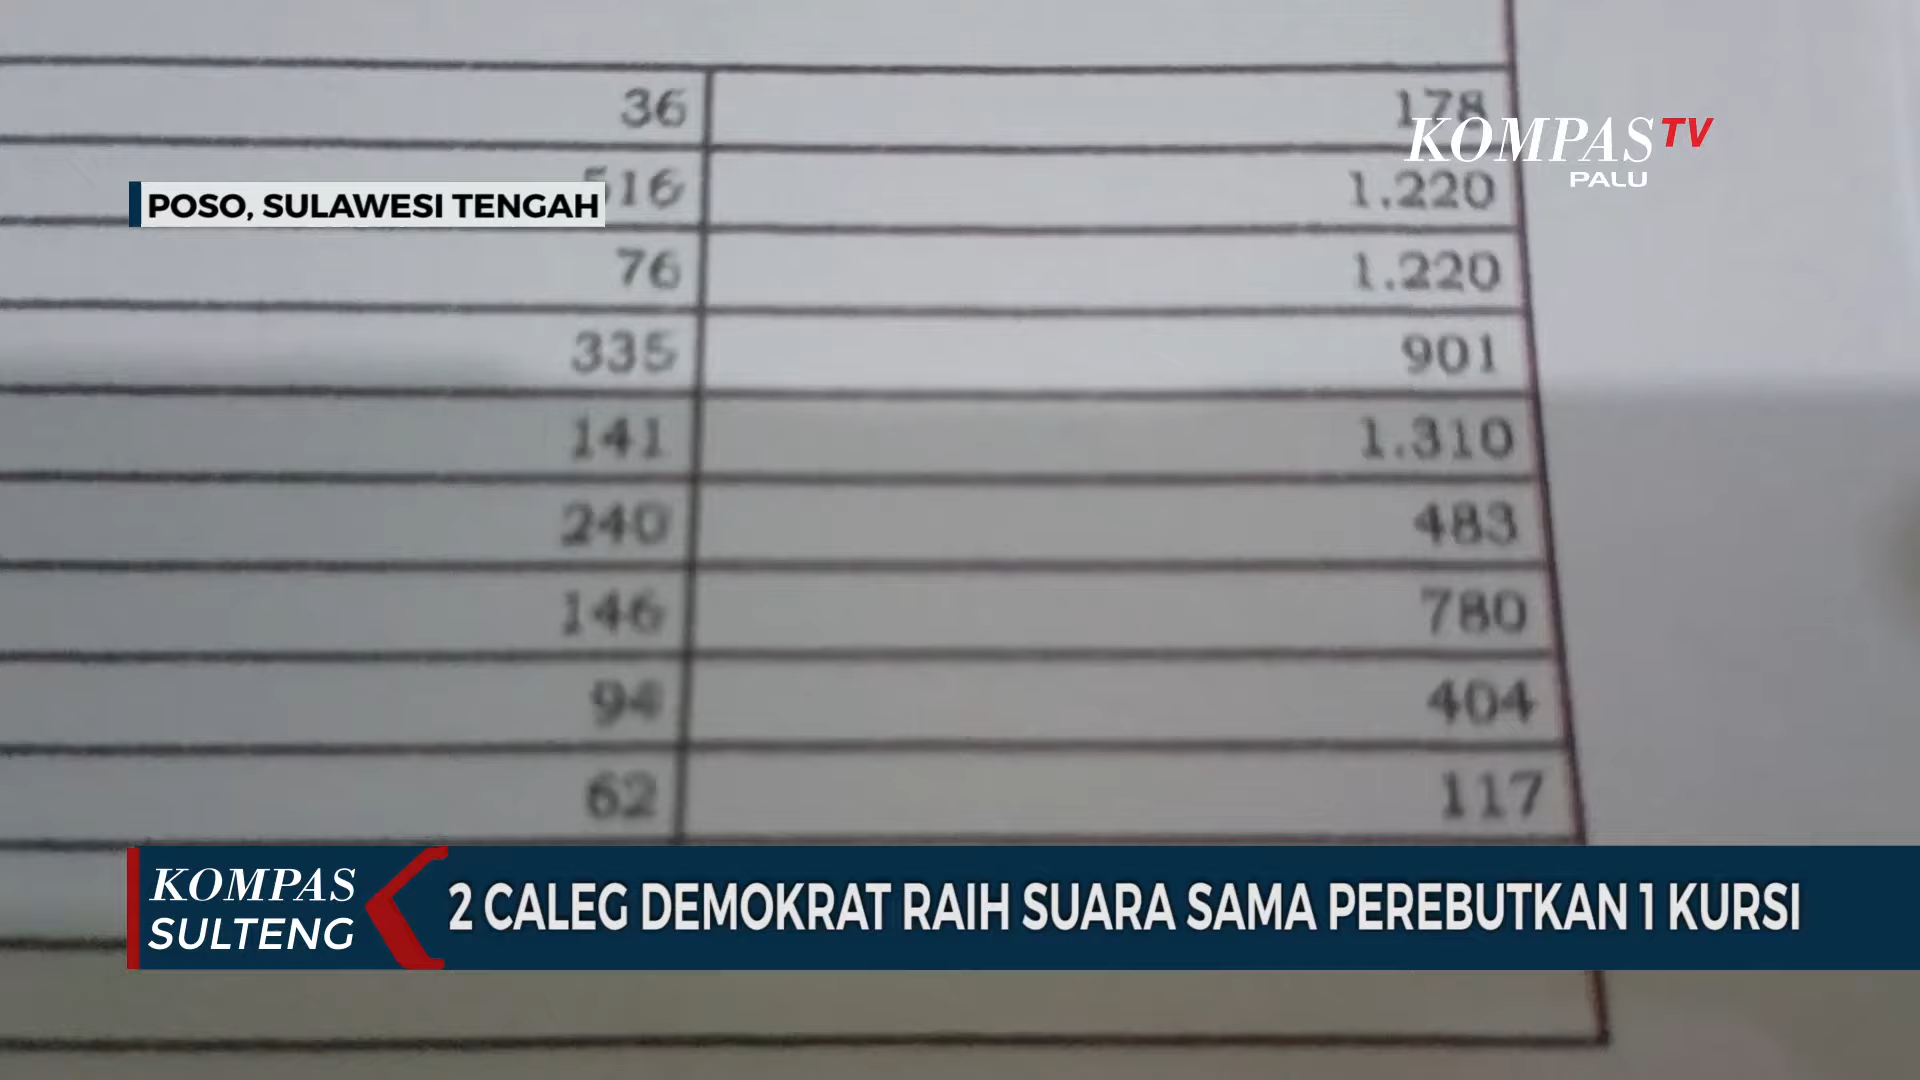 36 178
KOMPAS TV
PALU
516 1.220
POSO, SULAWESI TENGAH
76 1.220
335 901
141 1.310
240 483
146 780
94 404
62 117
KOMPAS
SULTENG
2 CALEG DEMOKRAT RAIH SUARA SAMA PEREBUTKAN 1 KURSI